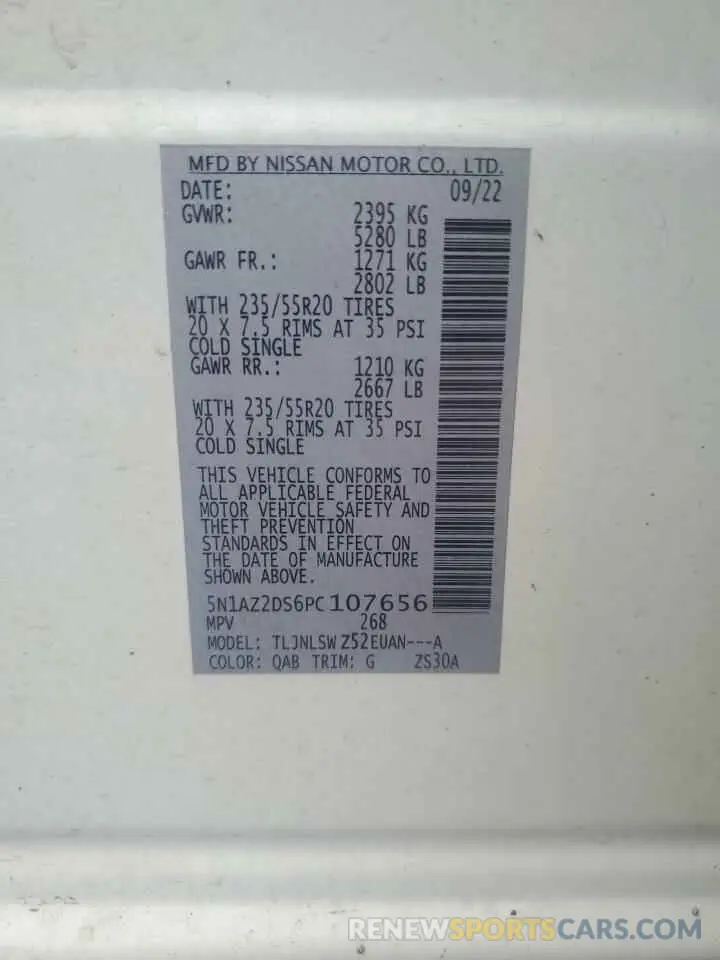 MFD BY NISSAN MOTOR CO., LTD.
DATE: 09/22
GVWR: 2395 KG
5280 LB
GAWR FR.: 1271 KG
2802 LB
WITH 235/55R20 TIRES
20 X 7.5 RIMS AT 35 PSI
COLD SINGLE
GAWR RR.: 1210 KG
2667 LB
WITH 235/55R20 TIRES
20 X 7.5 RIMS AT 35 PSI
COLD SINGLE
THIS VEHICLE CONFORMS TO
ALL APPLICABLE FEDERAL
MOTOR VEHICLE SAFETY AND
THEFT PREVENTION
STANDARDS IN EFFECT ON
THE DATE OF MANUFACTURE
SHOWN ABOVE.
5N1AZ2DS6PC107656
MPV 268
MODEL: TLJNLSW Z52EUAN---A
COLOR: QAB TRIM: G ZS30A
RENEWSPORTSCARS.COM